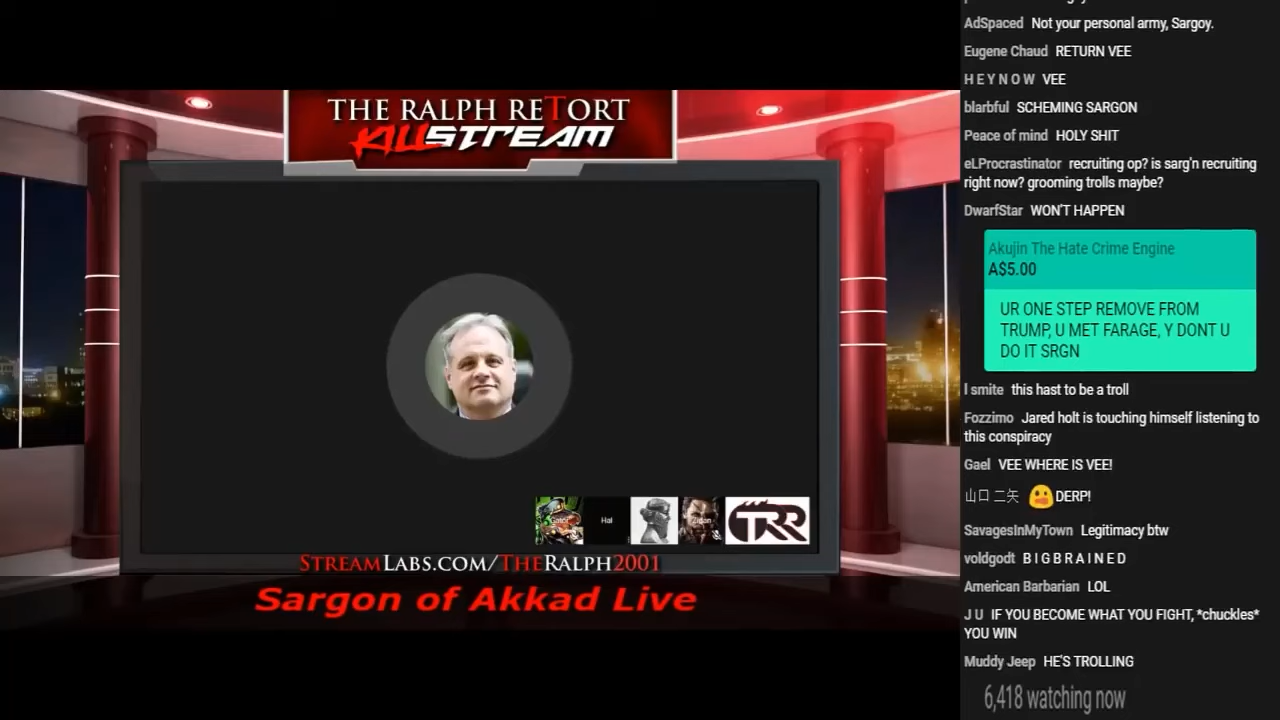 THE RALPH RETORT
KILLSTREAM
Gator
Hal
Zidan
TRR
STREAMLABS.COM/THERALPH2001
Sargon of Akkad Live
AdSpaced Not your personal army, Sargoy.
Eugene Chaud RETURN VEE
H E Y N O W VEE
blarbful SCHEMING SARGON
Peace of mind HOLY SHIT
eLProcrastinator recruiting op? is sarg'n recruiting
right now? grooming trolls maybe?
DwarfStar WON'T HAPPEN
Akujin The Hate Crime Engine
A$5.00
UR ONE STEP REMOVE FROM
TRUMP, U MET FARAGE, Y DONT U
DO IT SRGN
l smite this hast to be a troll
Fozzimo Jared holt is touching himself listening to
this conspiracy
Gael VEE WHERE IS VEE!
山口 二矢 DERP!
SavagesInMyTown Legitimacy btw
voldgodt B I G B R A I N E D
American Barbarian LOL
J U IF YOU BECOME WHAT YOU FIGHT, *chuckles*
YOU WIN
Muddy Jeep HE'S TROLLING
6,418 watching now